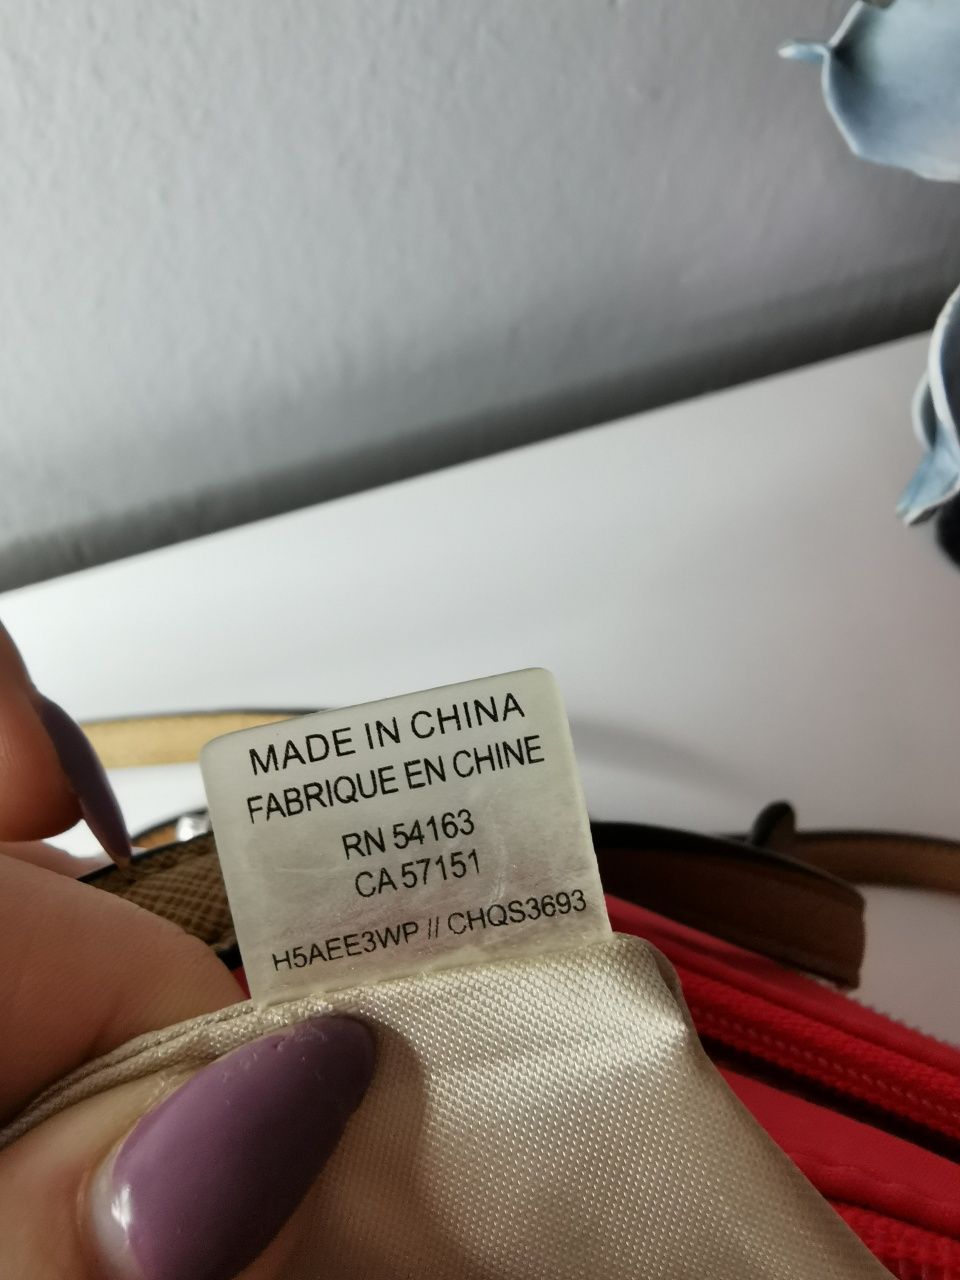 MADE IN CHINA
FABRIQUE EN CHINE
RN 54163
CA 57151
H5AEE3WP // CHQS3693